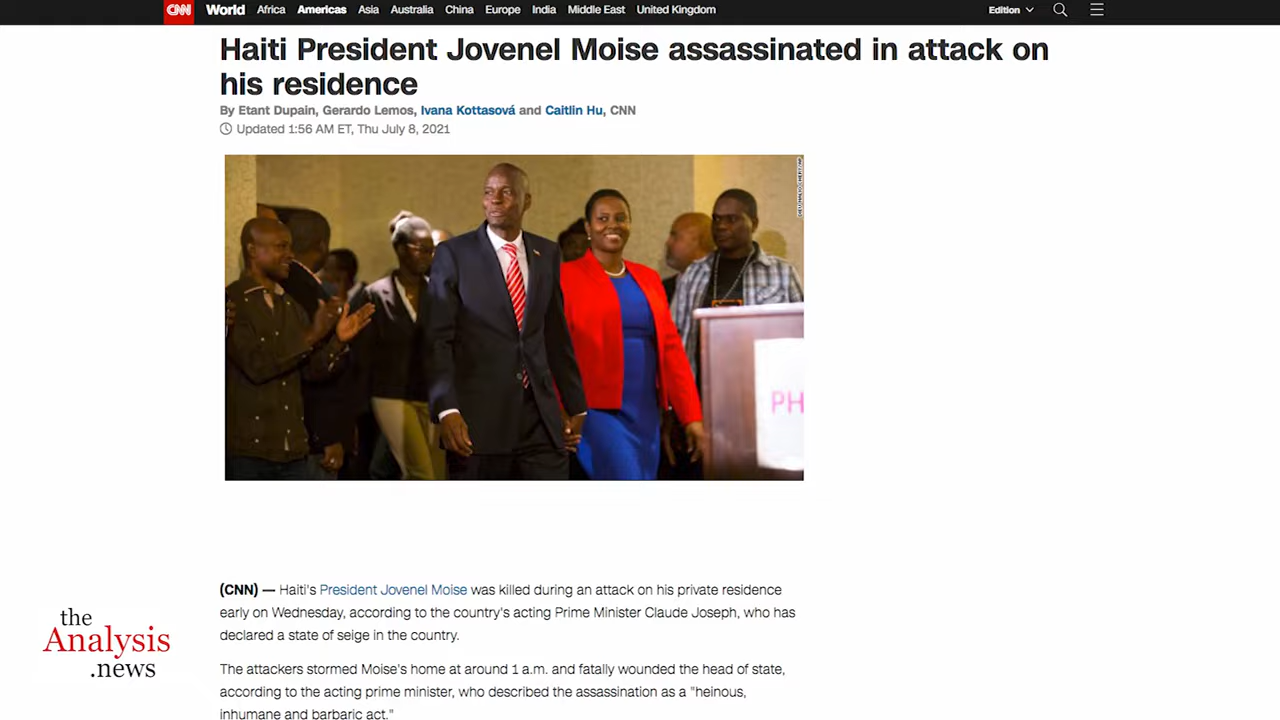 CNN World Africa Americas Asia Australia China Europe India Middle East United Kingdom Edition
Haiti President Jovenel Moise assassinated in attack on
his residence
By Etant Dupain, Gerardo Lemos, Ivana Kottasová and Caitlin Hu, CNN
Updated 1:56 AM ET, Thu July 8, 2021
PH
(CNN) — Haiti's President Jovenel Moise was killed during an attack on his private residence
early on Wednesday, according to the country's acting Prime Minister Claude Joseph, who has
declared a state of seige in the country.
The attackers stormed Moise's home at around 1 a.m. and fatally wounded the head of state,
according to the acting prime minister, who described the assassination as a "heinous,
inhumane and barbaric act."
the
Analysis
.news